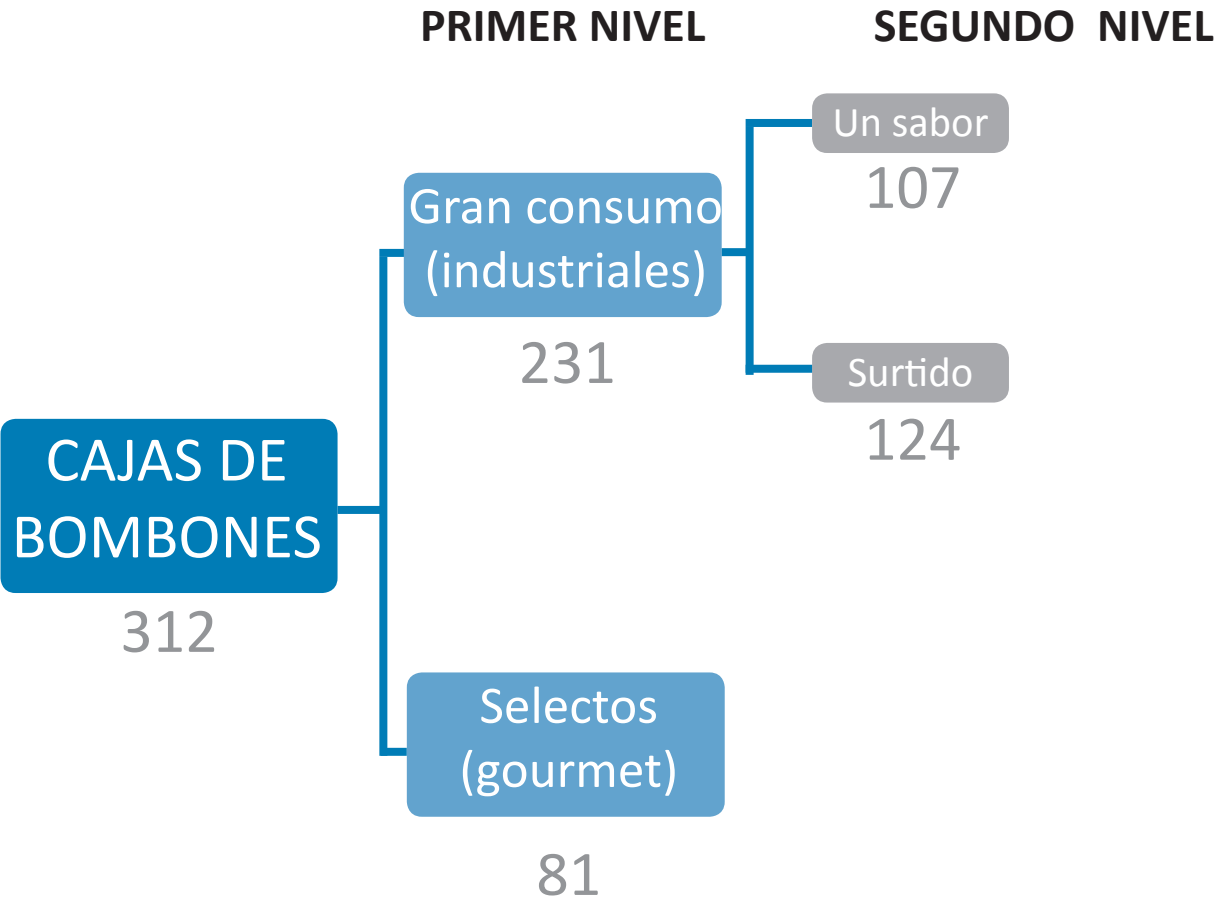 PRIMER NIVEL
SEGUNDO NIVEL
Un sabor
107
Gran consumo
(industriales)
231
Surtido
124
CAJAS DE
BOMBONES
312
Selectos
(gourmet)
81